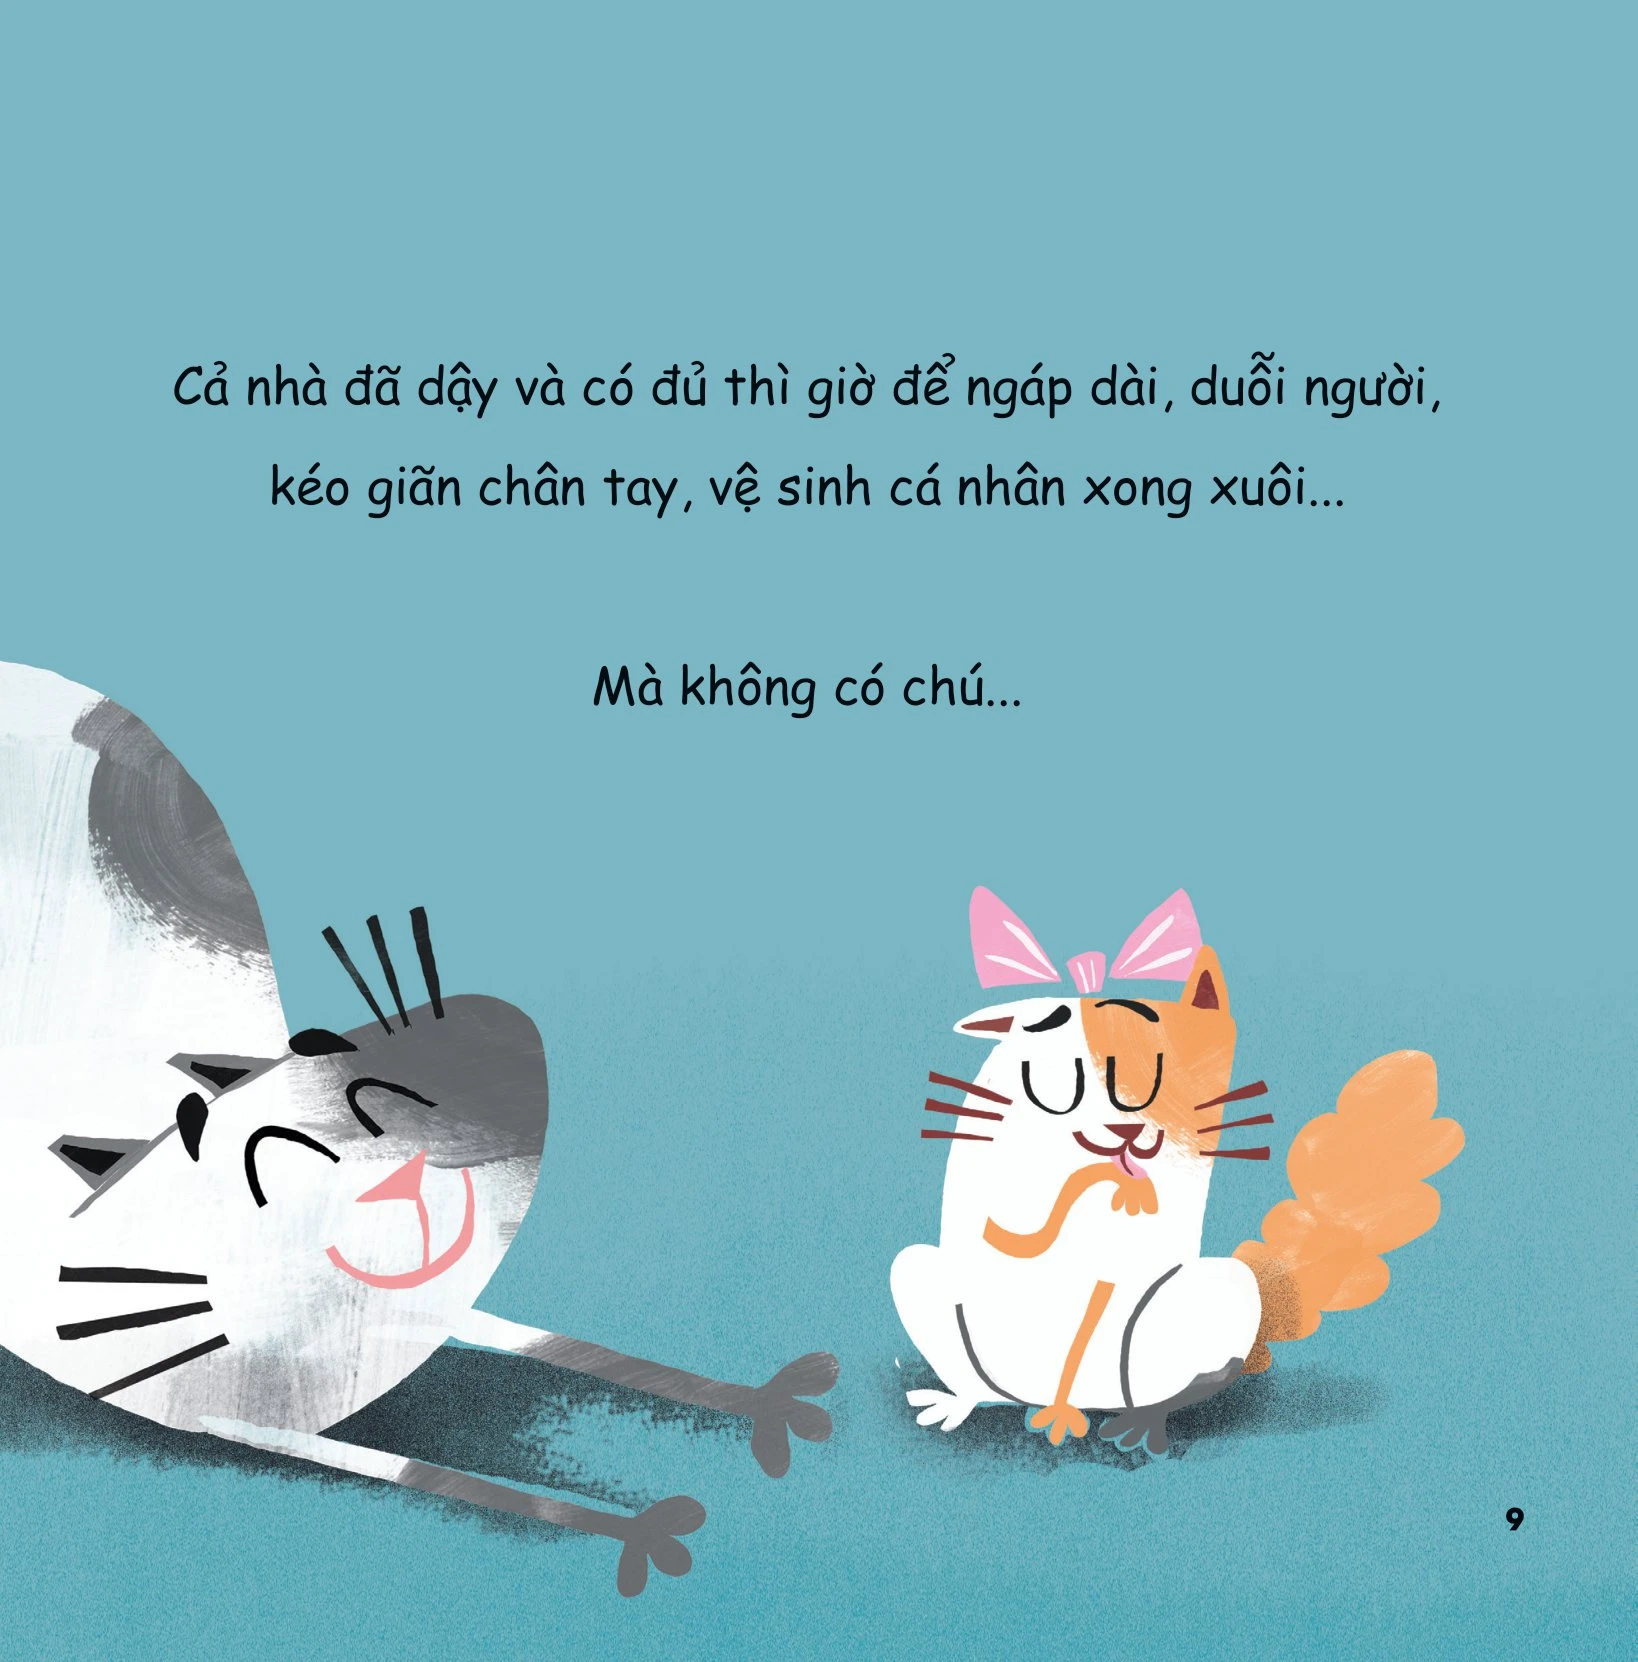 Cả nhà đã dậy và có đủ thì giờ để ngáp dài, duỗi người,
kéo giãn chân tay, vệ sinh cá nhân xong xuôi...
Mà không có chú...
9